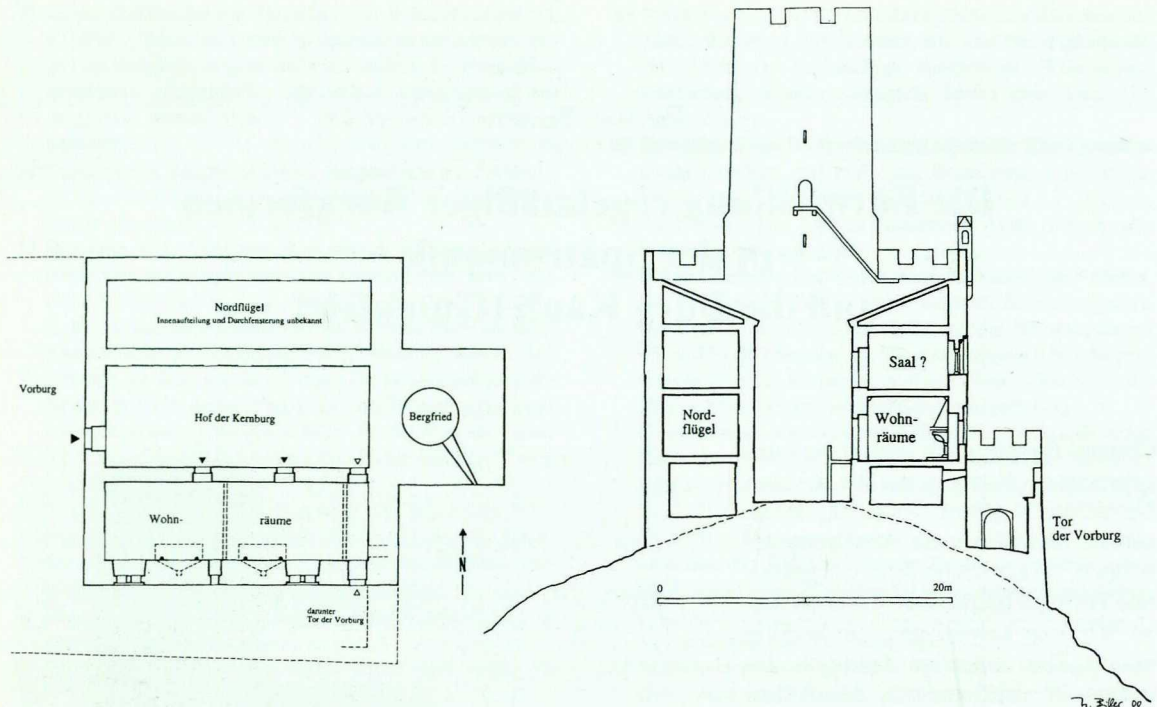 Nordflügel
Innenaufteilung und Durchfensterung unbekannt
Vorburg
Hof der Kernburg
Bergfried
Wohn-
räume
N
darunter
Tor der Vorburg
Saal ?
Nord-
flügel
Wohn-
räume
Tor
der Vorburg
0
20m